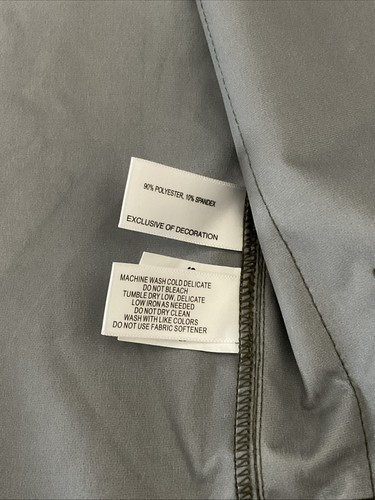 90% POLYESTER, 10% SPANDEX
EXCLUSIVE OF DECORATION
MACHINE WASH COLD DELICATE
DO NOT BLEACH
TUMBLE DRY LOW, DELICATE
LOW IRON AS NEEDED
DO NOT DRY CLEAN
WASH WITH LIKE COLORS
DO NOT USE FABRIC SOFTENER